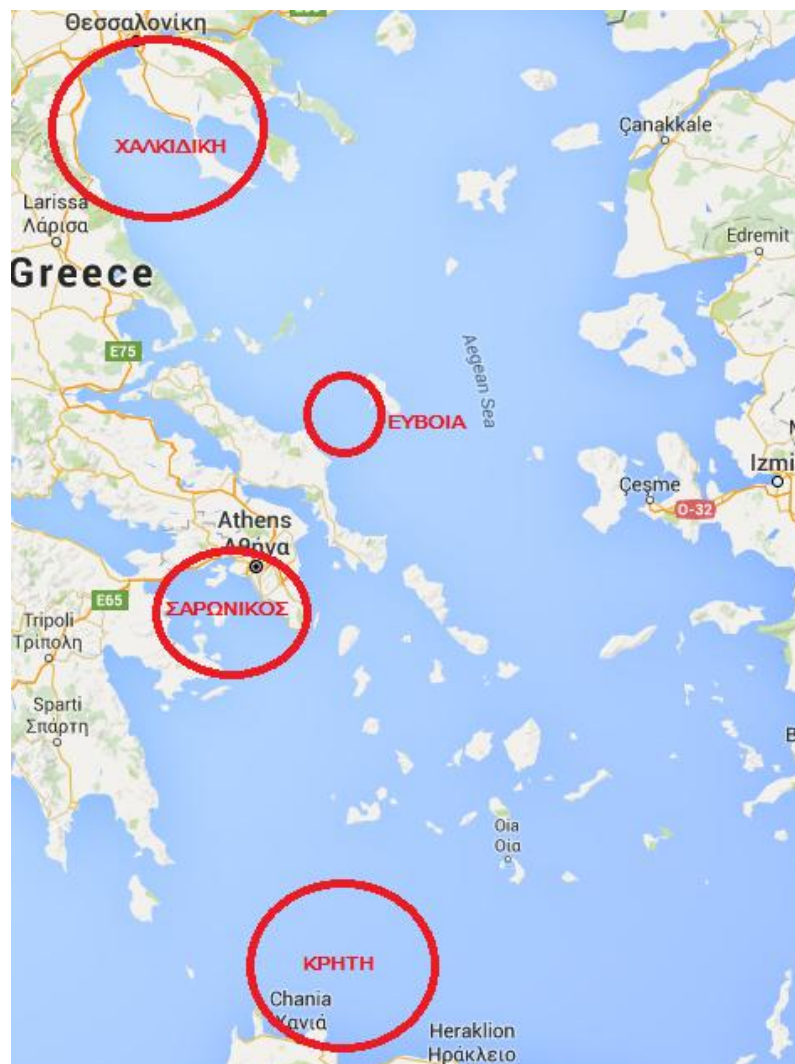 Θεσσαλονίκη
ΧΑΛΚΙΔΙΚΗ
Çanakkale
Larissa
Λάρισα
Edremit
Greece
E75
Aegean Sea
ΕΥΒΟΙΑ
Izmi
Çeşme
O-32
Athens
Αθήνα
E65
ΣΑΡΩΝΙΚΟΣ
Tripoli
Τρίπολη
Sparti
Σπάρτη
B
Oia
Οία
ΚΡΗΤΗ
Chania
Χανιά
Heraklion
Ηράκλειο